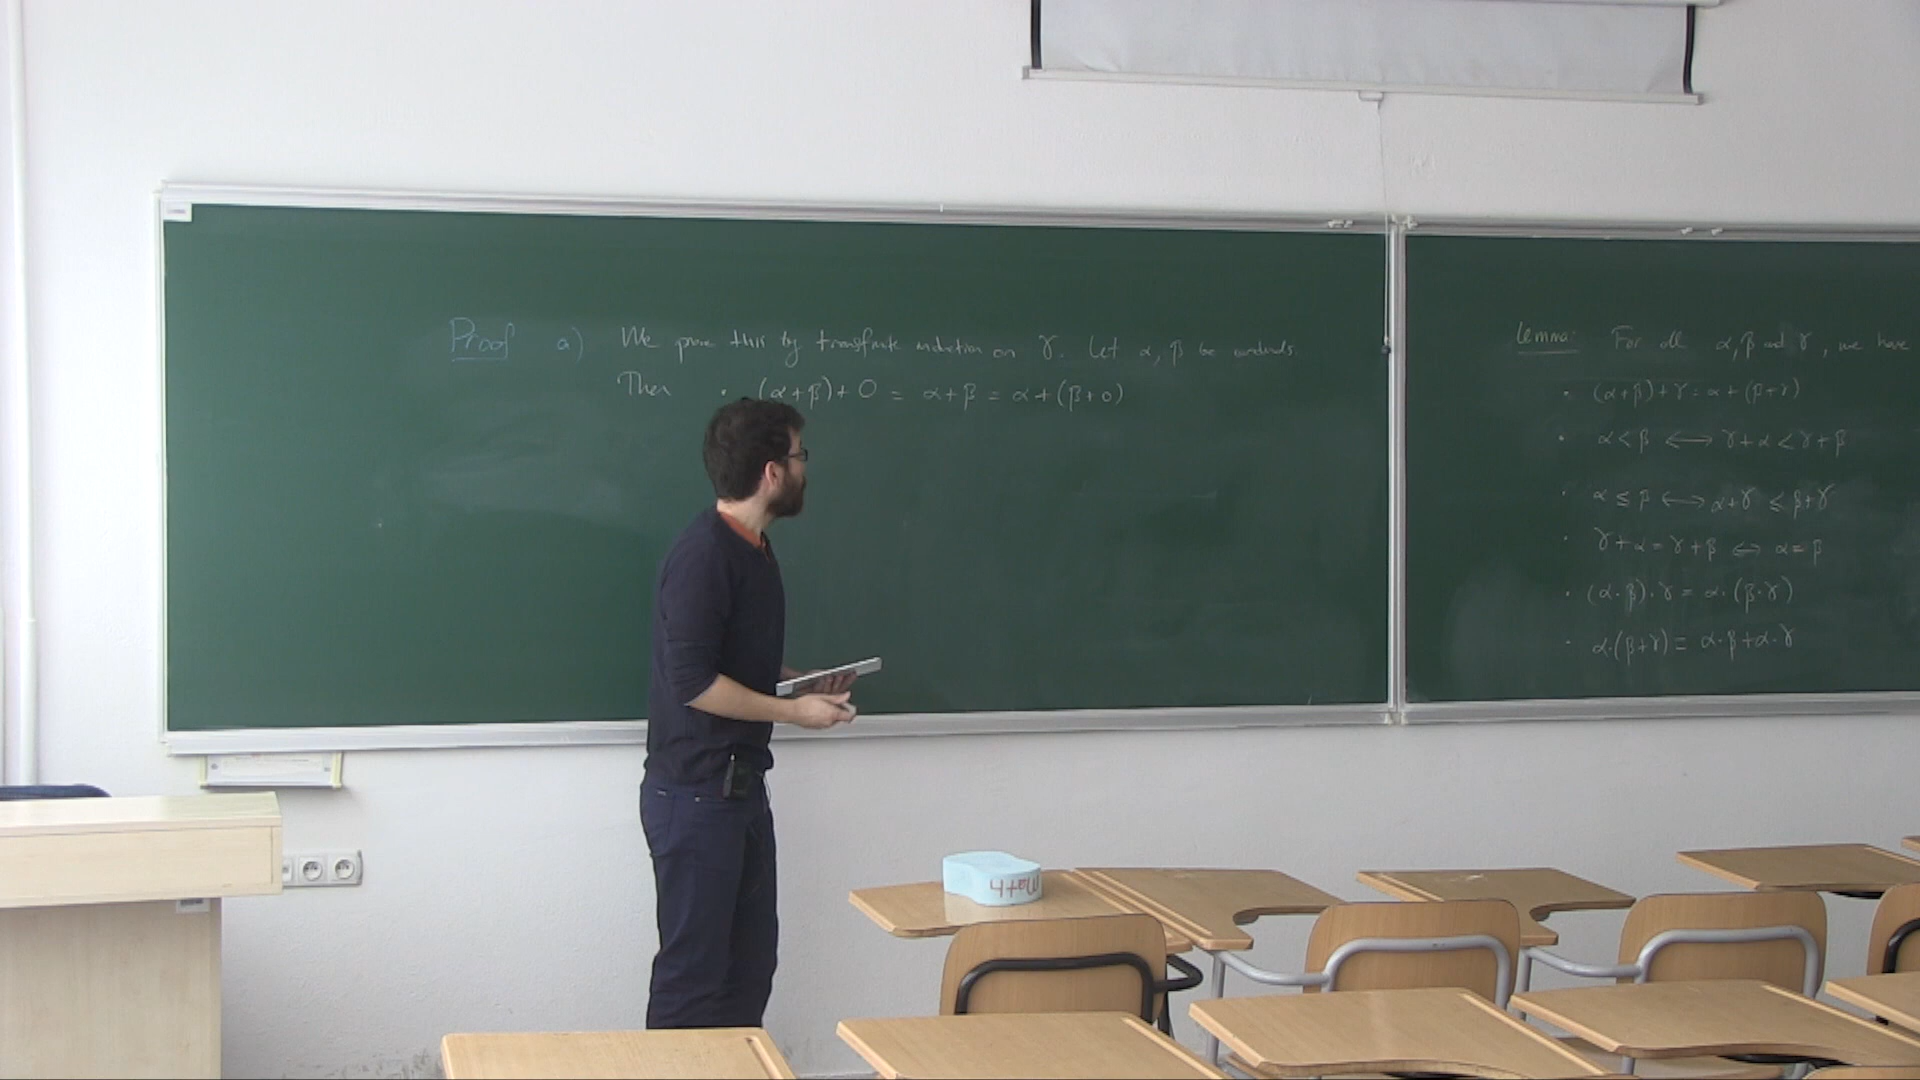 Proof a) We prove this by transfinite induction on γ. Let α, β be ordinals.
Then • (α+β)+0 = α+β = α+(β+0)
Lemma: For all α, β and γ, we have
• (α+β)+γ = α+(β+γ)
• α<β ⟷ γ+α < γ+β
• α≤β ⟷ α+γ ≤ β+γ
• γ+α = γ+β ⟺ α=β
• (α·β)·γ = α·(β·γ)
• α·(β+γ) = α·β+α·γ
Math